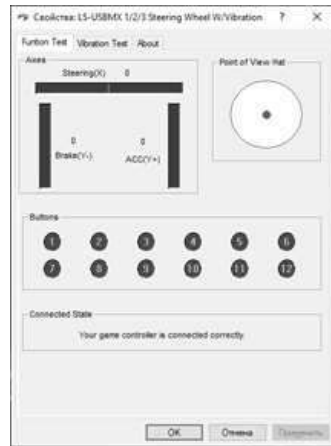 Свойства: LS-USBMX 1/2/3 Steering Wheel W/Vibration ? X
Funtion Test Vibration Test About
Axes
Point of View Hat
Steering(X) 0
0 0
Brake(Y-) ACC(Y+)
Buttons
1 2 3 4 5 6
7 8 9 10 11 12
Connected State
Your game controller is connected correctly.
OK Отмена Применить